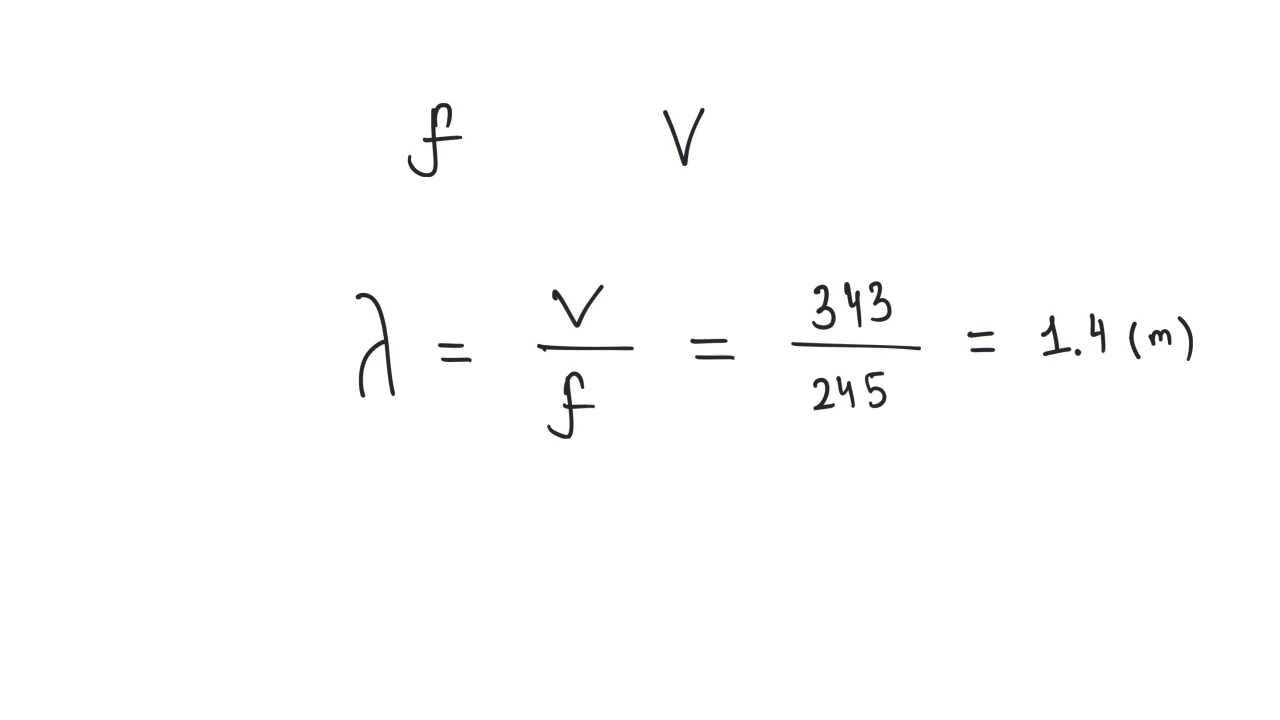 f V
λ = V/f = 343/245 = 1.4 (m)